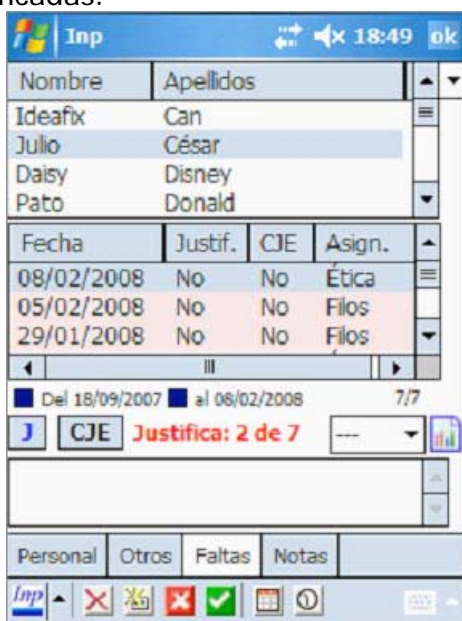 ncadas.
Inp 18:49 ok
Nombre Apellidos
Ideafix Can
Julio César
Daisy Disney
Pato Donald
Fecha Justif. CJE Asign.
08/02/2008 No No Ética
05/02/2008 No No Filos
29/01/2008 No No Filos
Del 18/09/2007 al 08/02/2008 7/7
J CJE Justifica: 2 de 7 ---
Personal Otros Faltas Notas
Inp